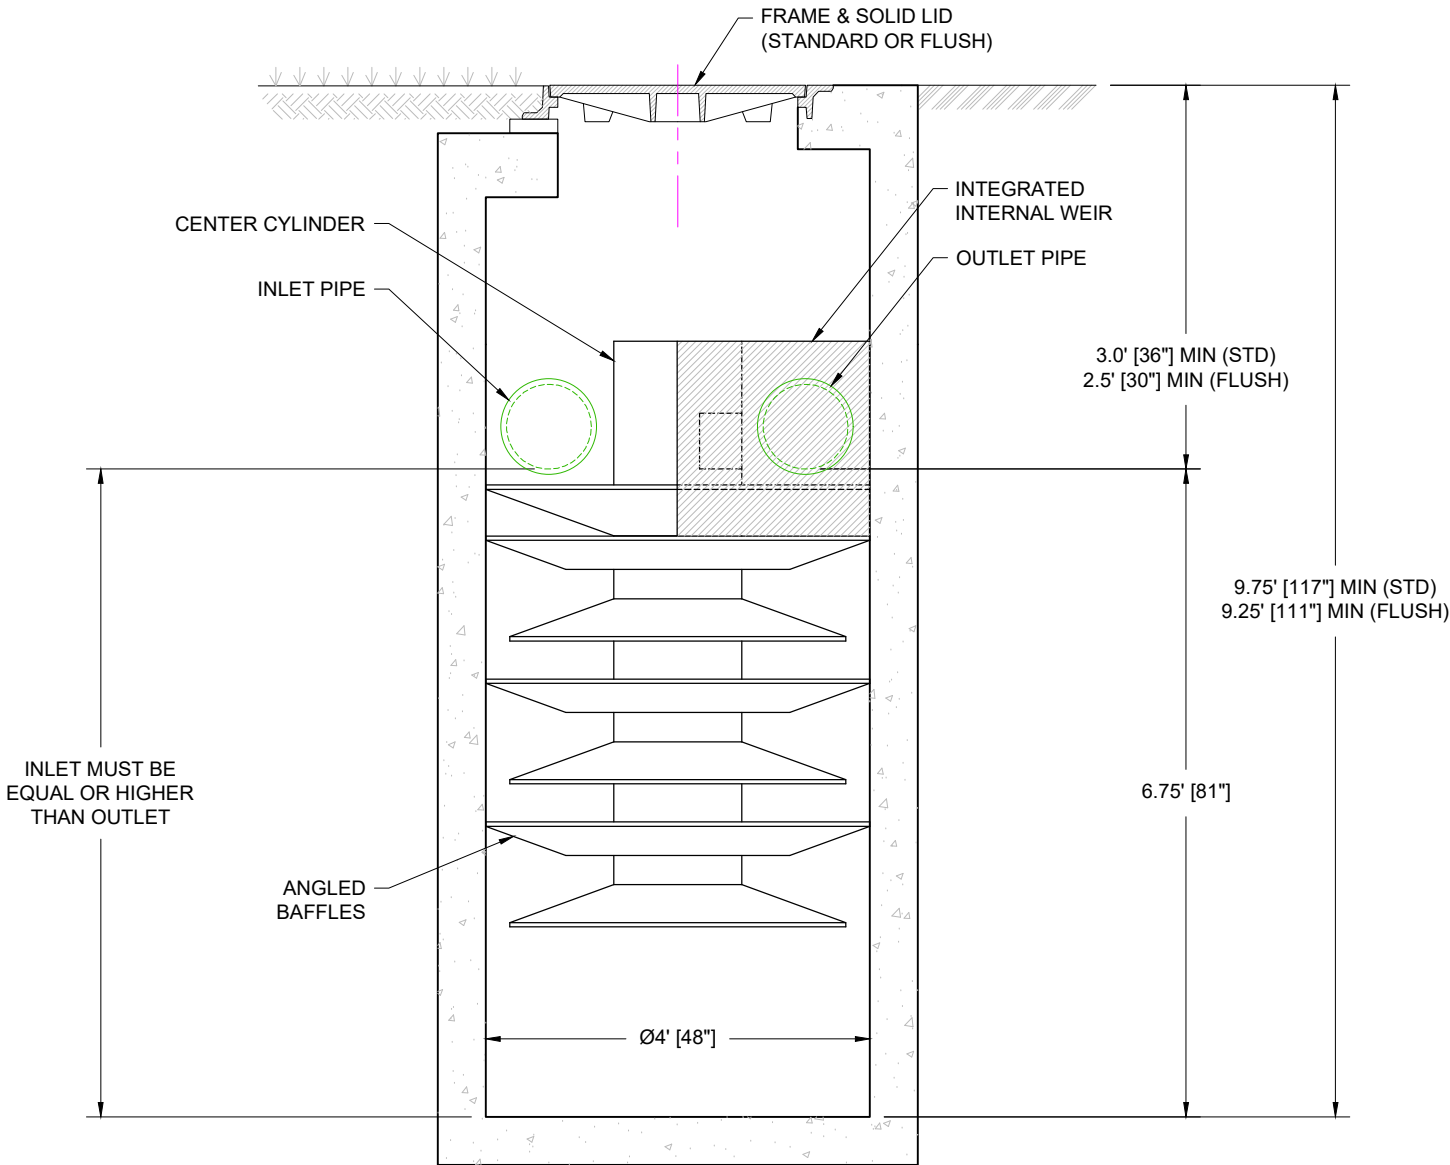 FRAME & SOLID LID
(STANDARD OR FLUSH)
INTEGRATED
INTERNAL WEIR
CENTER CYLINDER
OUTLET PIPE
INLET PIPE
3.0' [36"] MIN (STD)
2.5' [30"] MIN (FLUSH)
9.75' [117"] MIN (STD)
9.25' [111"] MIN (FLUSH)
INLET MUST BE
EQUAL OR HIGHER
THAN OUTLET
6.75' [81"]
ANGLED
BAFFLES
Ø4' [48"]